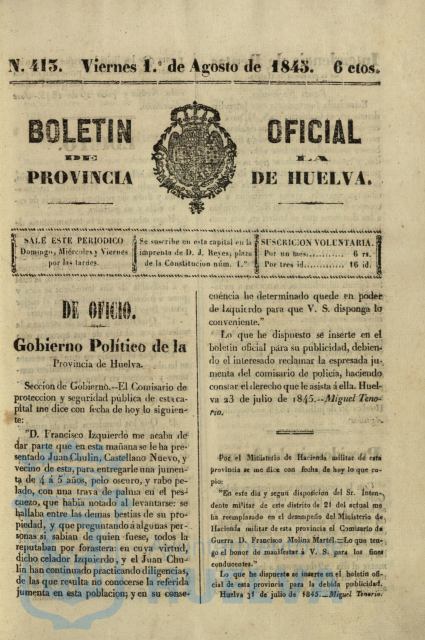 N. 413. Viernes 1.° de Agosto de 1845. 6 ctos.
BOLETIN OFICIAL
DE LA
PROVINCIA DE HUELVA.
SALE ESTE PERIODICO
Domingo, Miércoles y Viernes
por las tardes.
Se suscribe en esta capital en la
imprenta de D. J. Reyes, plaza
de la Constitucion núm. 1.°
SUSCRICION VOLUNTARIA.
Por un mes............ 6 rs.
Por tres id............ 16 id.
DE OFICIO.
Gobierno Político de la
Provincia de Huelva.
Seccion de Gobierno.—El Comisario de
proteccion y seguridad pública de esta ca-
pital me dice con fecha de hoy lo siguien-
te:
"D. Francisco Izquierdo me acaba de
dar parte que en esta mañana se le ha pre-
sentado Juan Chulin, Castellano Nuevo, y
vecino de esta, para entregarle una jumen-
ta de 4 á 5 años, pelo oscuro, y rabo pe-
lado, con una trava de palma en el pes-
cuezo, que habia notado al levantarse: se
hallaba entre las demas bestias de su pro-
piedad, y que preguntando á algunas per-
sonas si sabian de quien fuese, todos la
reputaban por forastera: en cuya virtud,
dicho celador Izquierdo, y el Juan Chu-
lin han continuado practicando diligencias,
de las que resulta no conocerse la referida
jumenta en esta poblacion; y en su conse-
cuencia he determinado quede en poder
de Izquierdo para que V. S. disponga lo
conveniente."
Lo que he dispuesto se inserte en el
boletin oficial para su publicidad, debien-
do el interesado reclamar la espresada ju-
menta del comisario de policía, haciendo
constar el derecho que le asista á ella. Huel-
va 23 de julio de 1845.—Miguel Teno-
rio.
Por el Ministerio de Hacienda militar de esta
provincia se me dice con fecha de hoy lo que co-
pio:
"En este dia y segun disposicion del Sr. Inten-
dente militar de este distrito de 21 del actual me
ha reemplazado en el desempeño del Ministerio de
Hacienda militar de esta provincia el Comisario de
Guerra D. Francisco Molina Martel.—Lo que ten-
go el honor de manifestar á V. S. para los fines
conducentes."
Lo que he dispuesto se inserte en el boletin ofi-
cial de esta provincia para la debida publicidad.
Huelva 31 de julio de 1845.—Miguel Tenorio.